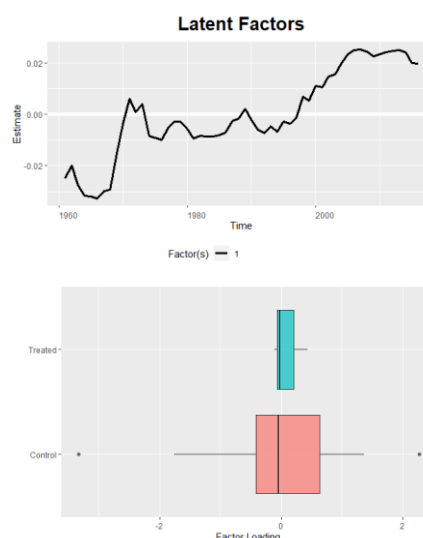 Latent Factors
0.02
0.00
-0.02
Estimate
1960
1980
2000
Time
Factor(s) 1
Treated
Control
-2
0
2
Factor Loading